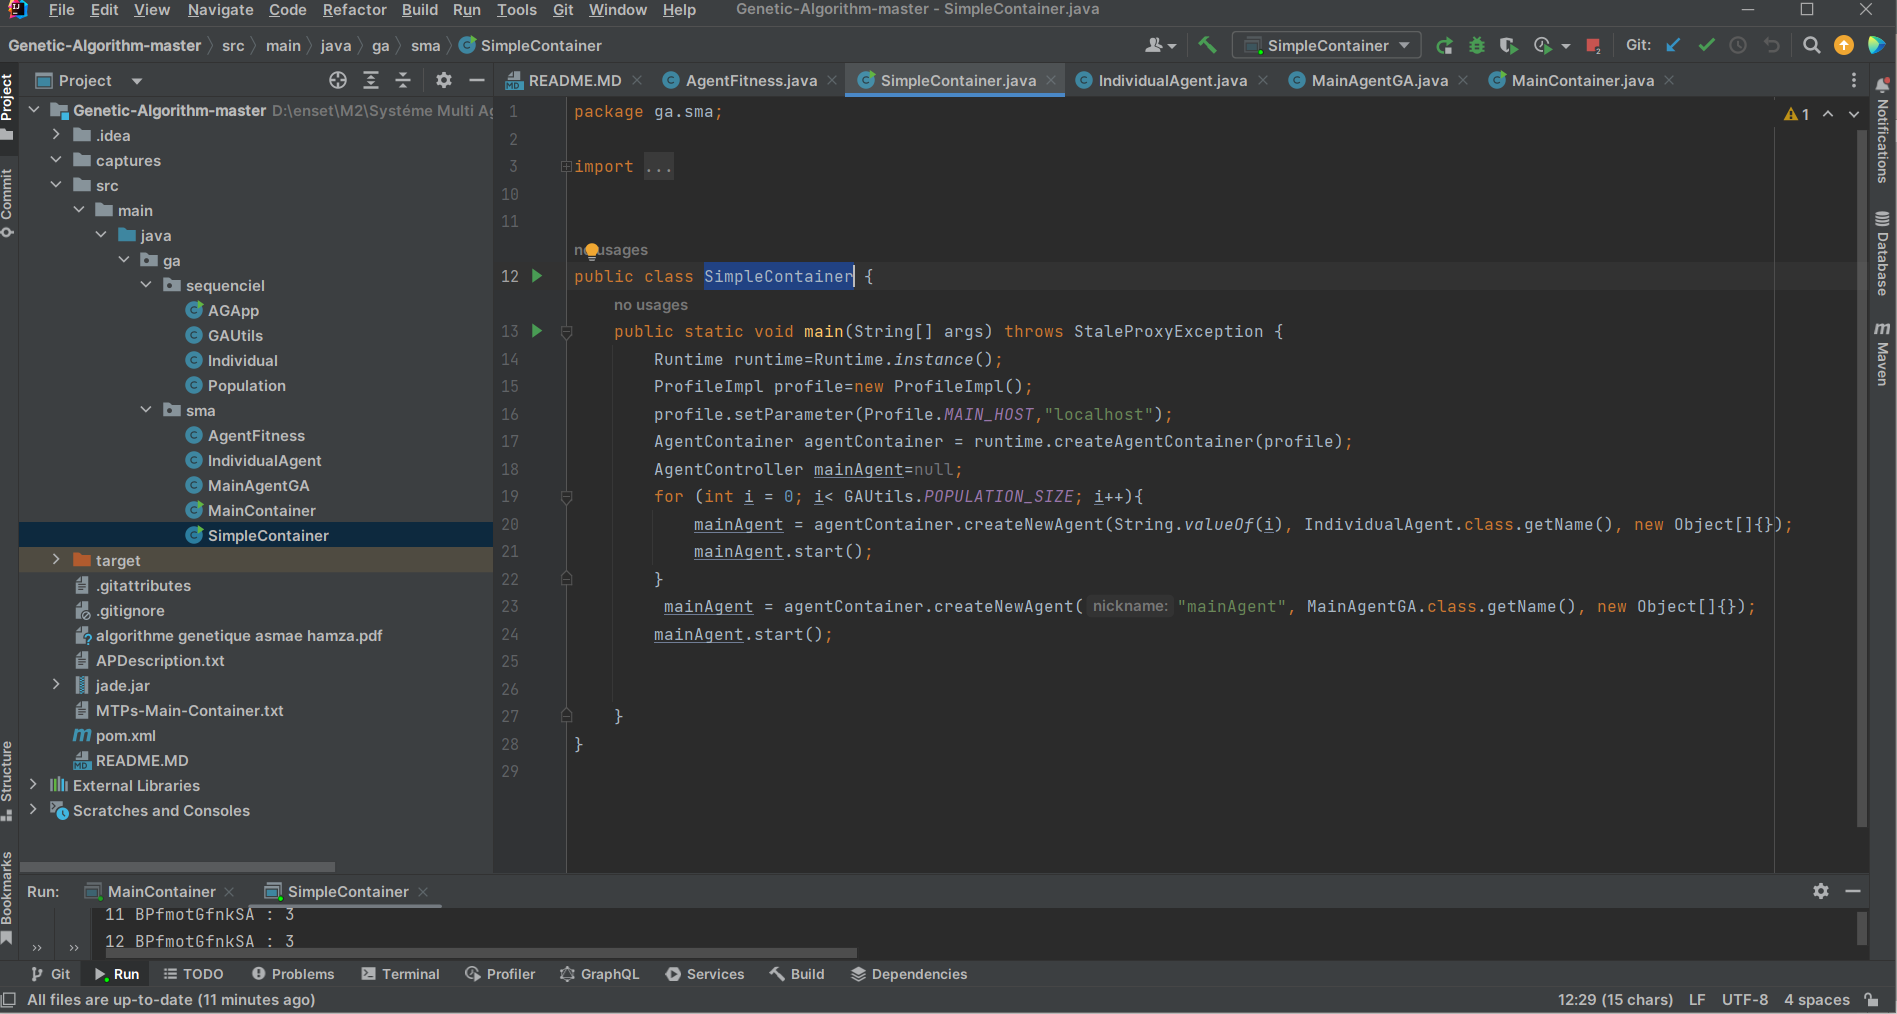 File Edit View Navigate Code Refactor Build Run Tools Git Window Help Genetic-Algorithm-master - SimpleContainer.java
Genetic-Algorithm-master src main java ga sma SimpleContainer SimpleContainer Git:
Project
README.MD AgentFitness.java SimpleContainer.java IndividualAgent.java MainAgentGA.java MainContainer.java
Project
Commit
Structure
Bookmarks
Genetic-Algorithm-master D:\enset\M2\Systéme Multi Ag
.idea
captures
src
main
java
ga
sequenciel
AGApp
GAUtils
Individual
Population
sma
AgentFitness
IndividualAgent
MainAgentGA
MainContainer
SimpleContainer
target
.gitattributes
.gitignore
algorithme genetique asmae hamza.pdf
APDescription.txt
jade.jar
MTPs-Main-Container.txt
pom.xml
README.MD
External Libraries
Scratches and Consoles
1 package ga.sma;
1
2
3 import ...
10
11
no usages
12 public class SimpleContainer {
no usages
13 public static void main(String[] args) throws StaleProxyException {
14 Runtime runtime=Runtime.instance();
15 ProfileImpl profile=new ProfileImpl();
16 profile.setParameter(Profile.MAIN_HOST,"localhost");
17 AgentContainer agentContainer = runtime.createAgentContainer(profile);
18 AgentController mainAgent=null;
19 for (int i = 0; i< GAUtils.POPULATION_SIZE; i++){
20 mainAgent = agentContainer.createNewAgent(String.valueOf(i), IndividualAgent.class.getName(), new Object[]{});
21 mainAgent.start();
22 }
23 mainAgent = agentContainer.createNewAgent( nickname: "mainAgent", MainAgentGA.class.getName(), new Object[]{});
24 mainAgent.start();
25
26
27 }
28 }
29
Notifications
Database
Maven
Run: MainContainer SimpleContainer
11 BPfmotGfnkSA : 3
12 BPfmotGfnkSA : 3
Git Run TODO Problems Terminal Profiler GraphQL Services Build Dependencies
All files are up-to-date (11 minutes ago) 12:29 (15 chars) LF UTF-8 4 spaces